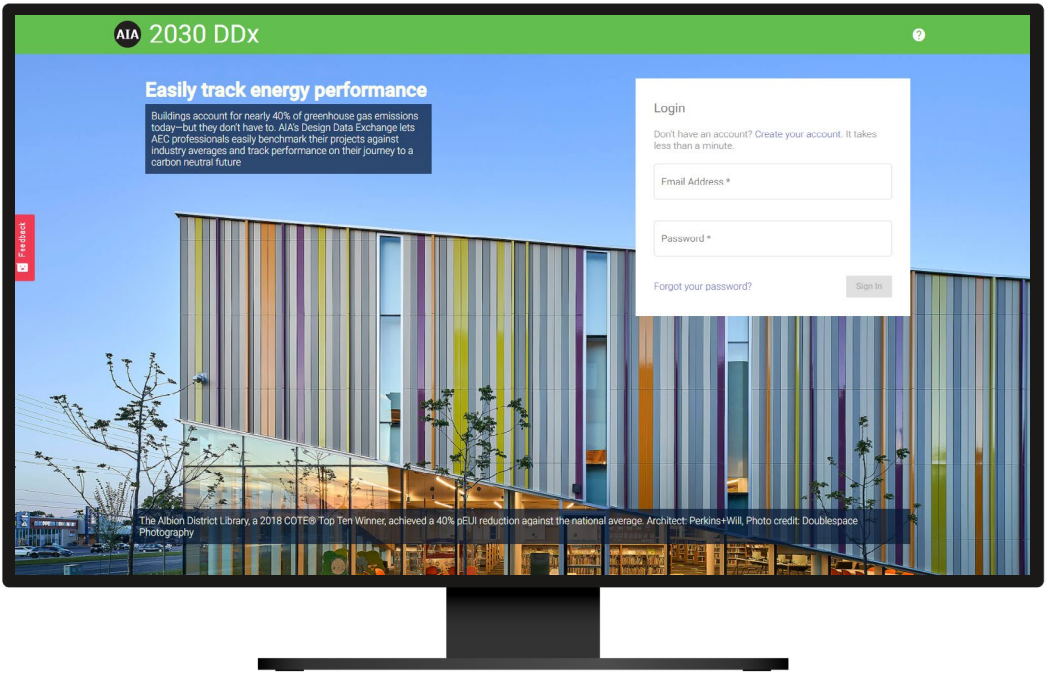 AIA 2030 DDx
?
Easily track energy performance
Buildings account for nearly 40% of greenhouse gas emissions
today—but they don't have to. AIA's Design Data Exchange lets
AEC professionals easily benchmark their projects against
industry averages and track performance on their journey to a
carbon neutral future
Login
Don't have an account? Create your account. It takes
less than a minute.
Email Address *
Password *
Forgot your password?
Sign In
Feedback
The Albion District Library, a 2018 COTE® Top Ten Winner, achieved a 40% pEUI reduction against the national average. Architect: Perkins+Will, Photo credit: Doublespace
Photography